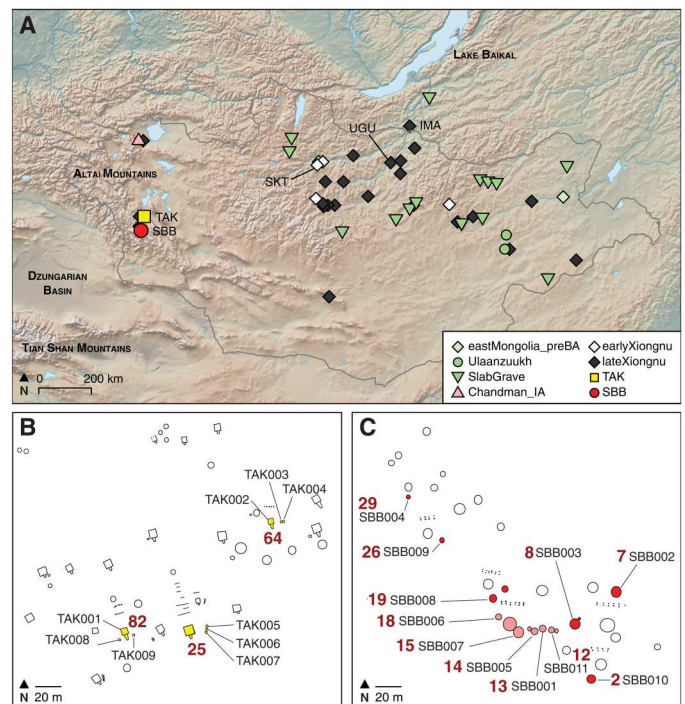 A
LAKE BAIKAL
UGU
IMA
SKT
ALTAI MOUNTAINS
TAK
SBB
DZUNGARIAN
BASIN
TIAN SHAN MOUNTAINS
N
0 200 km
eastMongolia_preBA
Ulaanzuukh
SlabGrave
Chandman_IA
earlyXiongnu
lateXiongnu
TAK
SBB
B
TAK003
TAK002
TAK004
64
TAK001
82
TAK008
TAK009
25
TAK005
TAK006
TAK007
N 20 m
C
29
SBB004
26 SBB009
8 SBB003
7 SBB002
19 SBB008
18 SBB006
15 SBB007
14 SBB005
13 SBB001
SBB011
12
2 SBB010
N 20 m